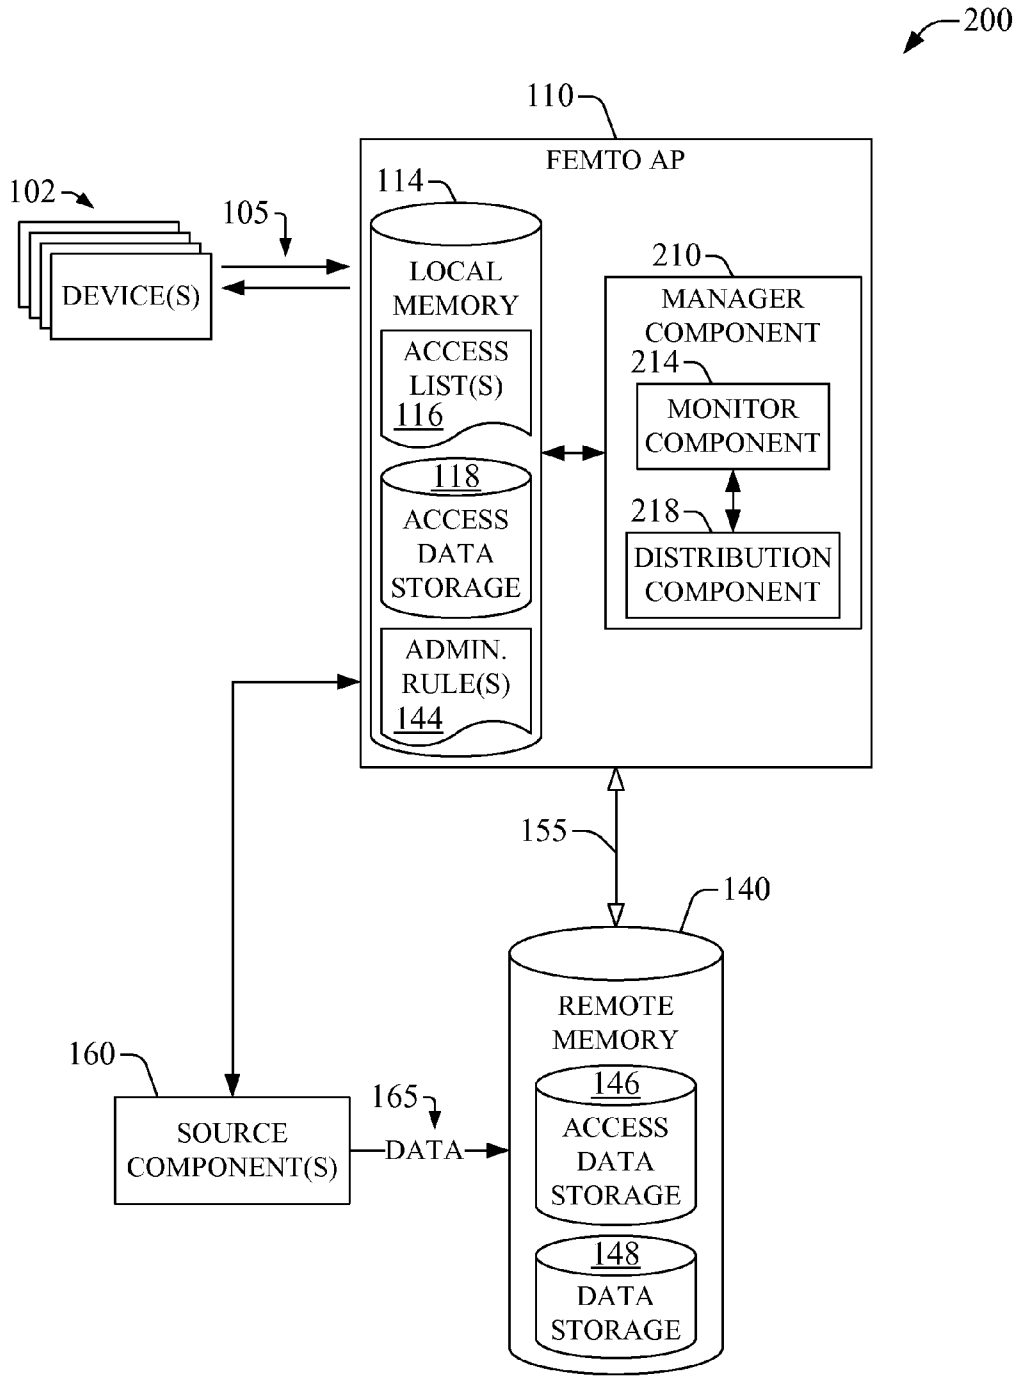 200
110
FEMTO AP
102
105
114
210
DEVICE(S)
LOCAL
MEMORY
MANAGER
COMPONENT
ACCESS
LIST(S)
116
214
MONITOR
COMPONENT
118
ACCESS
DATA
STORAGE
218
DISTRIBUTION
COMPONENT
ADMIN.
RULE(S)
144
155
140
REMOTE
MEMORY
160
165
SOURCE
COMPONENT(S)
DATA
146
ACCESS
DATA
STORAGE
148
DATA
STORAGE